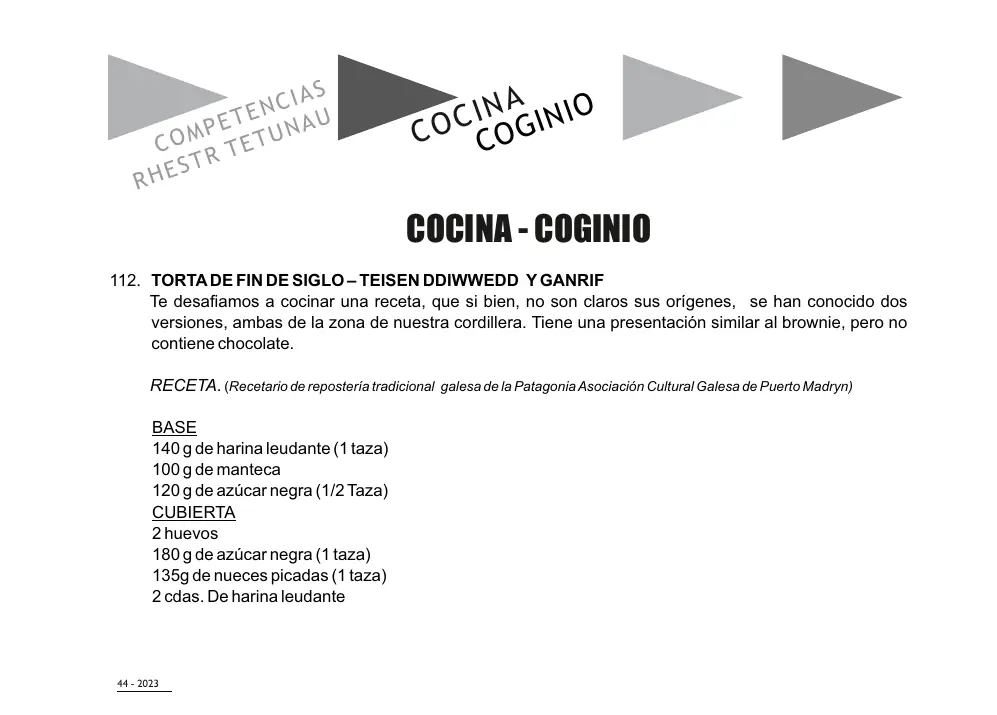 COMPETENCIAS
RHESTR TETUNAU
COCINA
COGINIO
COCINA - COGINIO
112. TORTA DE FIN DE SIGLO – TEISEN DDIWWEDD Y GANRIF
Te desafiamos a cocinar una receta, que si bien, no son claros sus orígenes, se han conocido dos
versiones, ambas de la zona de nuestra cordillera. Tiene una presentación similar al brownie, pero no
contiene chocolate.
RECETA. (Recetario de repostería tradicional galesa de la Patagonia Asociación Cultural Galesa de Puerto Madryn)
BASE
140 g de harina leudante (1 taza)
100 g de manteca
120 g de azúcar negra (1/2 Taza)
CUBIERTA
2 huevos
180 g de azúcar negra (1 taza)
135g de nueces picadas (1 taza)
2 cdas. De harina leudante
44 - 2023